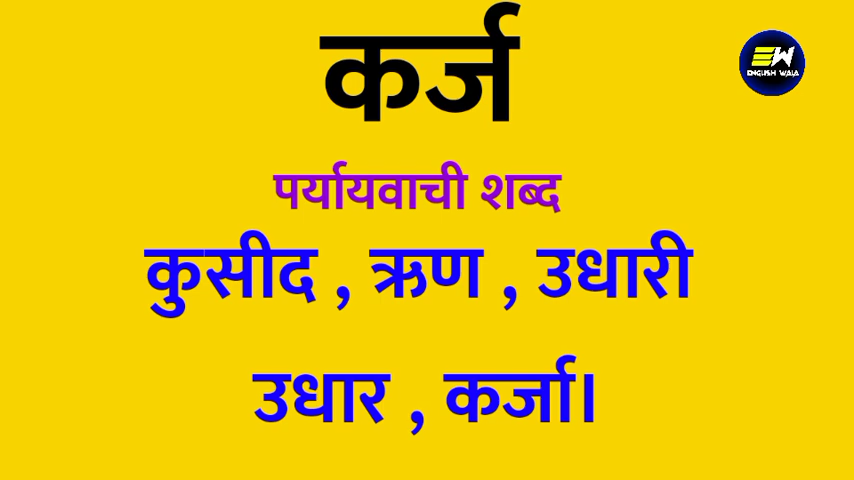 कर्ज
EW
ENGLISH WALA
पर्यायवाची शब्द
कुसीद , ऋण , उधारी
उधार , कर्जा।